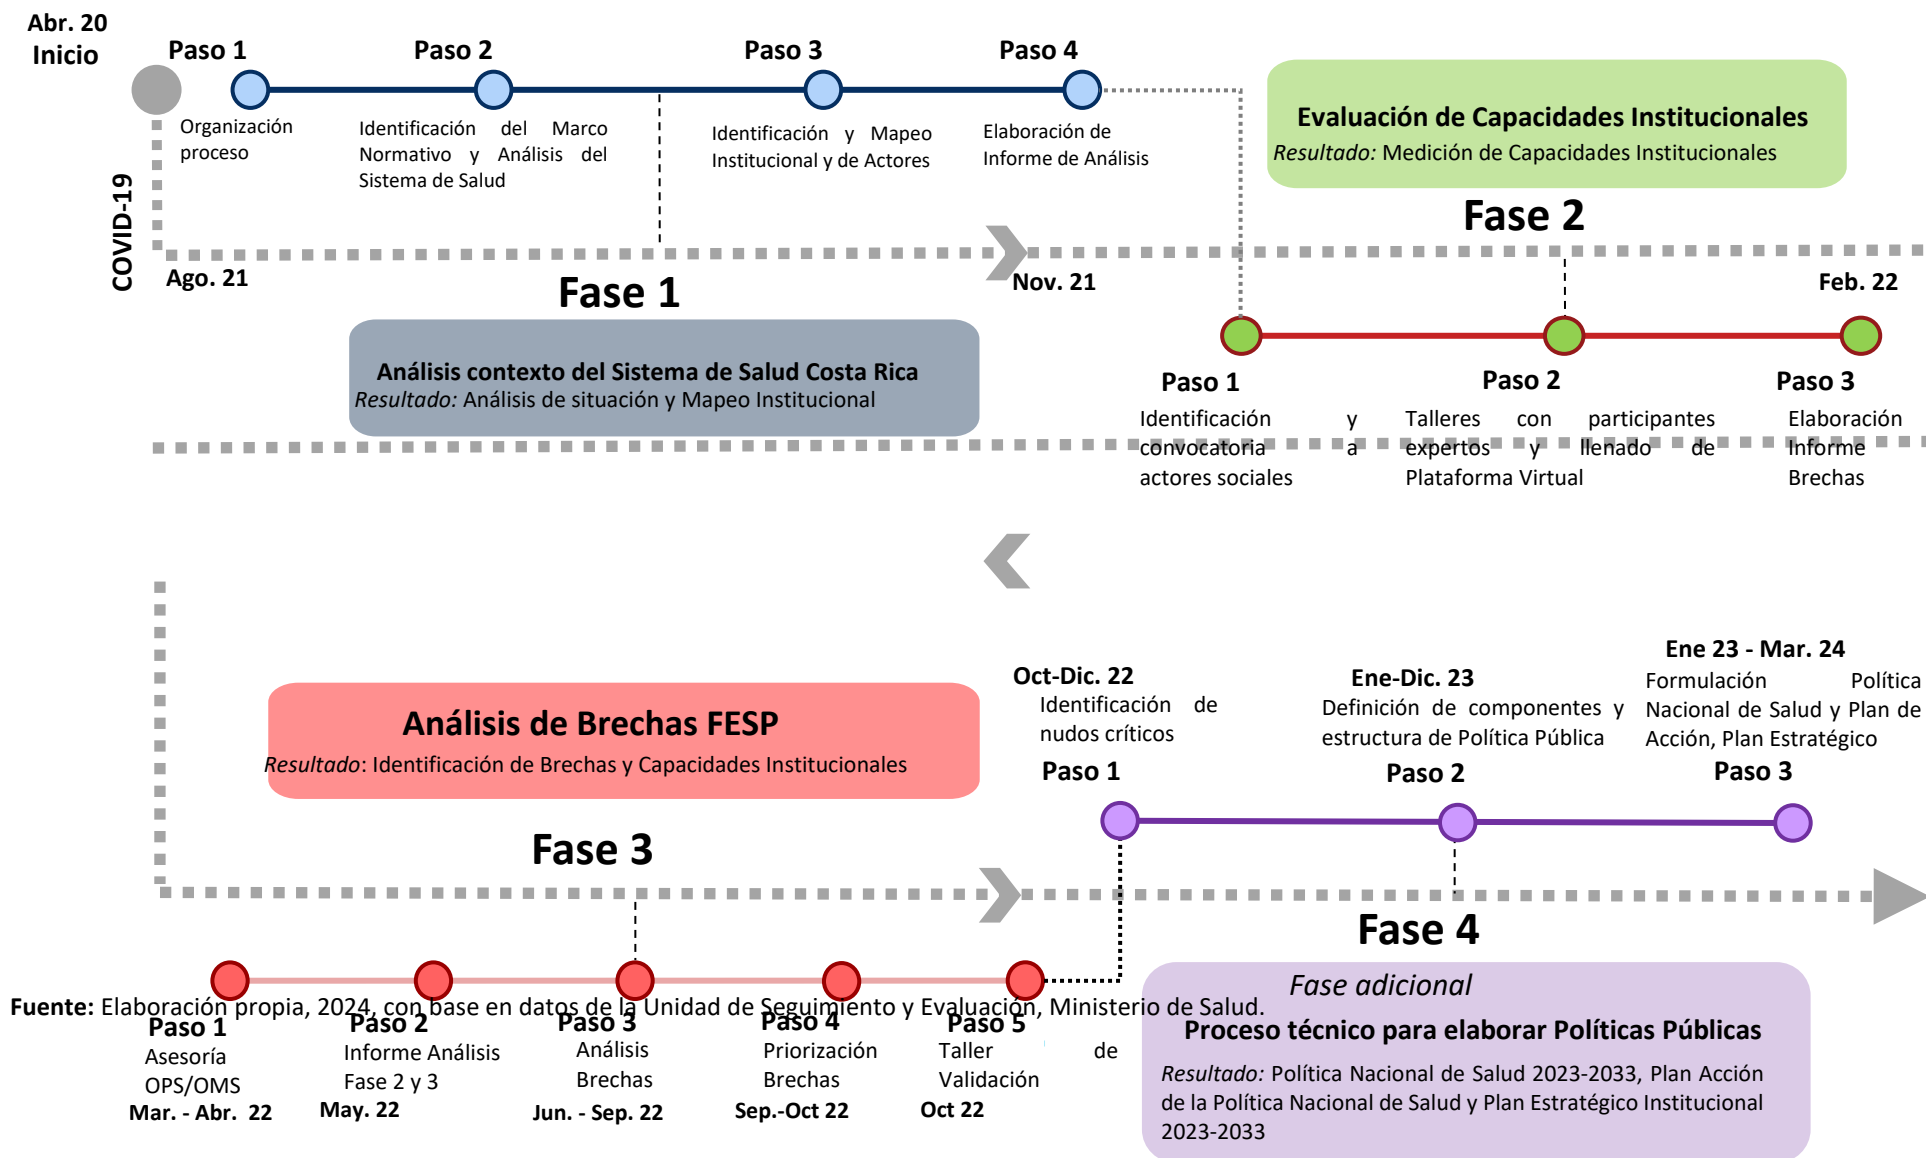 Abr. 20
Inicio
Paso 1
Paso 2
Paso 3
Paso 4
Organización
proceso
Identificación del Marco
Normativo y Análisis del
Sistema de Salud
Identificación y Mapeo
Institucional y de Actores
Elaboración de
Informe de Análisis
COVID-19
Ago. 21
Nov. 21
Fase 1
Análisis contexto del Sistema de Salud Costa Rica
Resultado: Análisis de situación y Mapeo Institucional
Evaluación de Capacidades Institucionales
Resultado: Medición de Capacidades Institucionales
Fase 2
Feb. 22
Paso 1
Identificación y
convocatoria a
actores sociales
Paso 2
Talleres con participantes
expertos y llenado de
Plataforma Virtual
Paso 3
Elaboración
Informe
Brechas
Análisis de Brechas FESP
Resultado: Identificación de Brechas y Capacidades Institucionales
Fase 3
Oct-Dic. 22
Identificación de
nudos críticos
Paso 1
Ene-Dic. 23
Definición de componentes y
estructura de Política Pública
Paso 2
Ene 23 - Mar. 24
Formulación Política
Nacional de Salud y Plan de
Acción, Plan Estratégico
Paso 3
Fase 4
Fase adicional
Proceso técnico para elaborar Políticas Públicas
Resultado: Política Nacional de Salud 2023-2033, Plan Acción
de la Política Nacional de Salud y Plan Estratégico Institucional
2023-2033
Fuente: Elaboración propia, 2024, con base en datos de la Unidad de Seguimiento y Evaluación, Ministerio de Salud.
Paso 1
Asesoría
OPS/OMS
Mar. - Abr. 22
Paso 2
Informe Análisis
Fase 2 y 3
May. 22
Paso 3
Análisis
Brechas
Jun. - Sep. 22
Paso 4
Priorización
Brechas
Sep.-Oct 22
Paso 5
Taller de
Validación
Oct 22